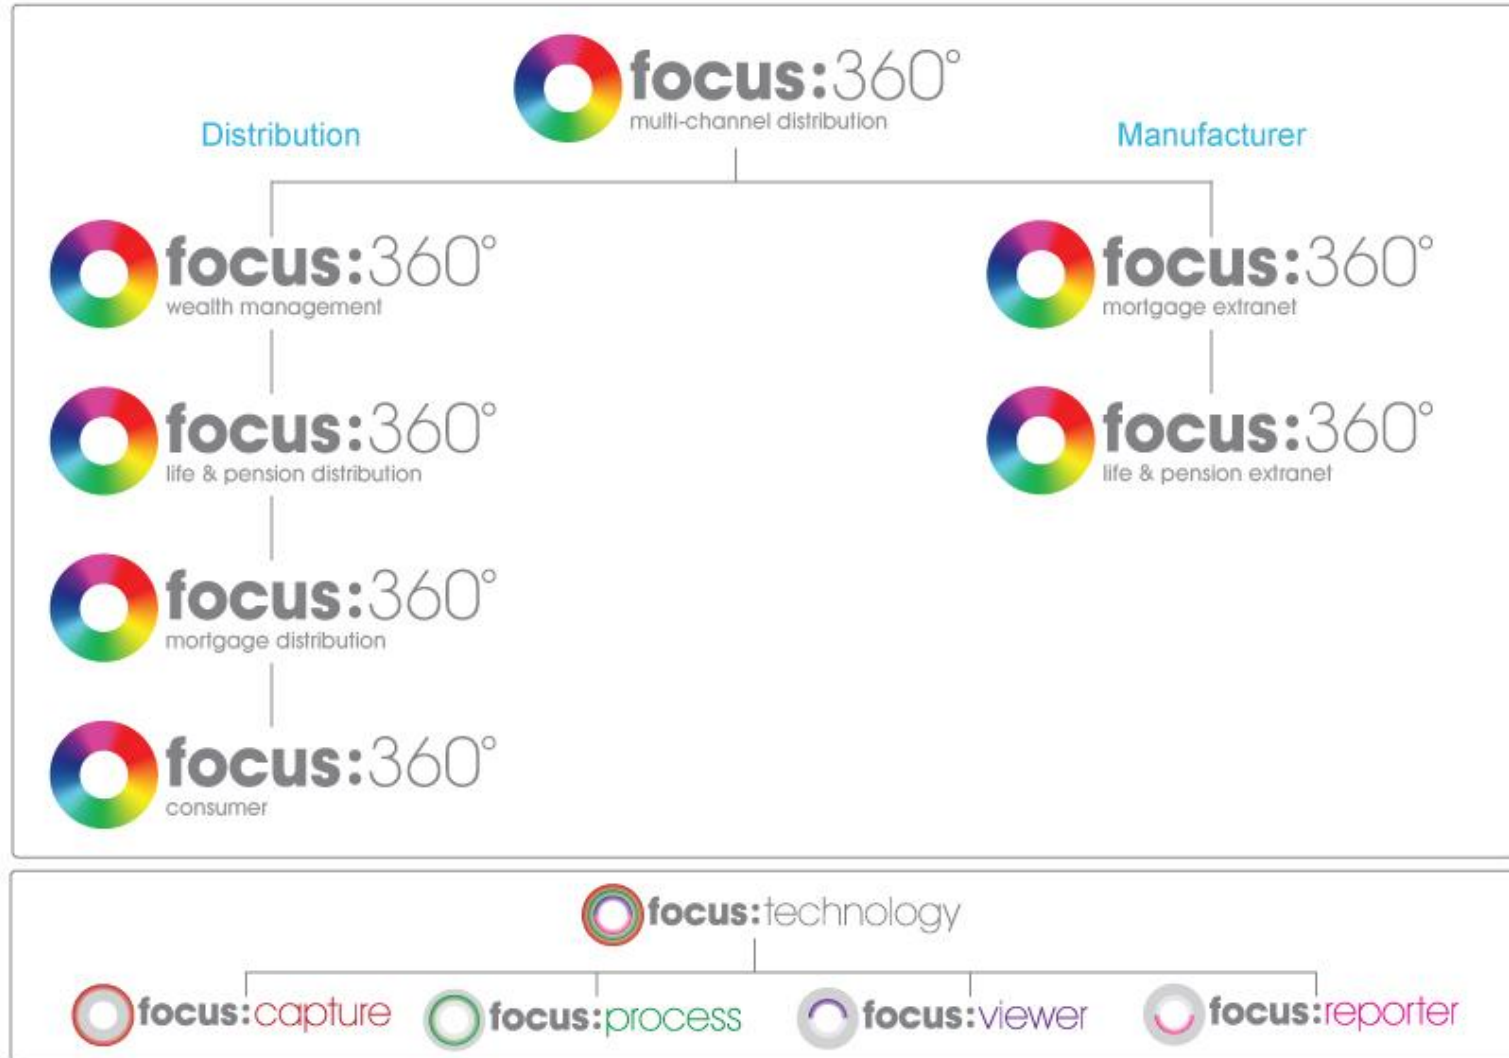 focus:360°
multi-channel distribution
Distribution
Manufacturer
focus:360°
wealth management
focus:360°
mortgage extranet
focus:360°
life & pension distribution
focus:360°
life & pension extranet
focus:360°
mortgage distribution
focus:360°
consumer
focus:technology
focus:capture
focus:process
focus:viewer
focus:reporter